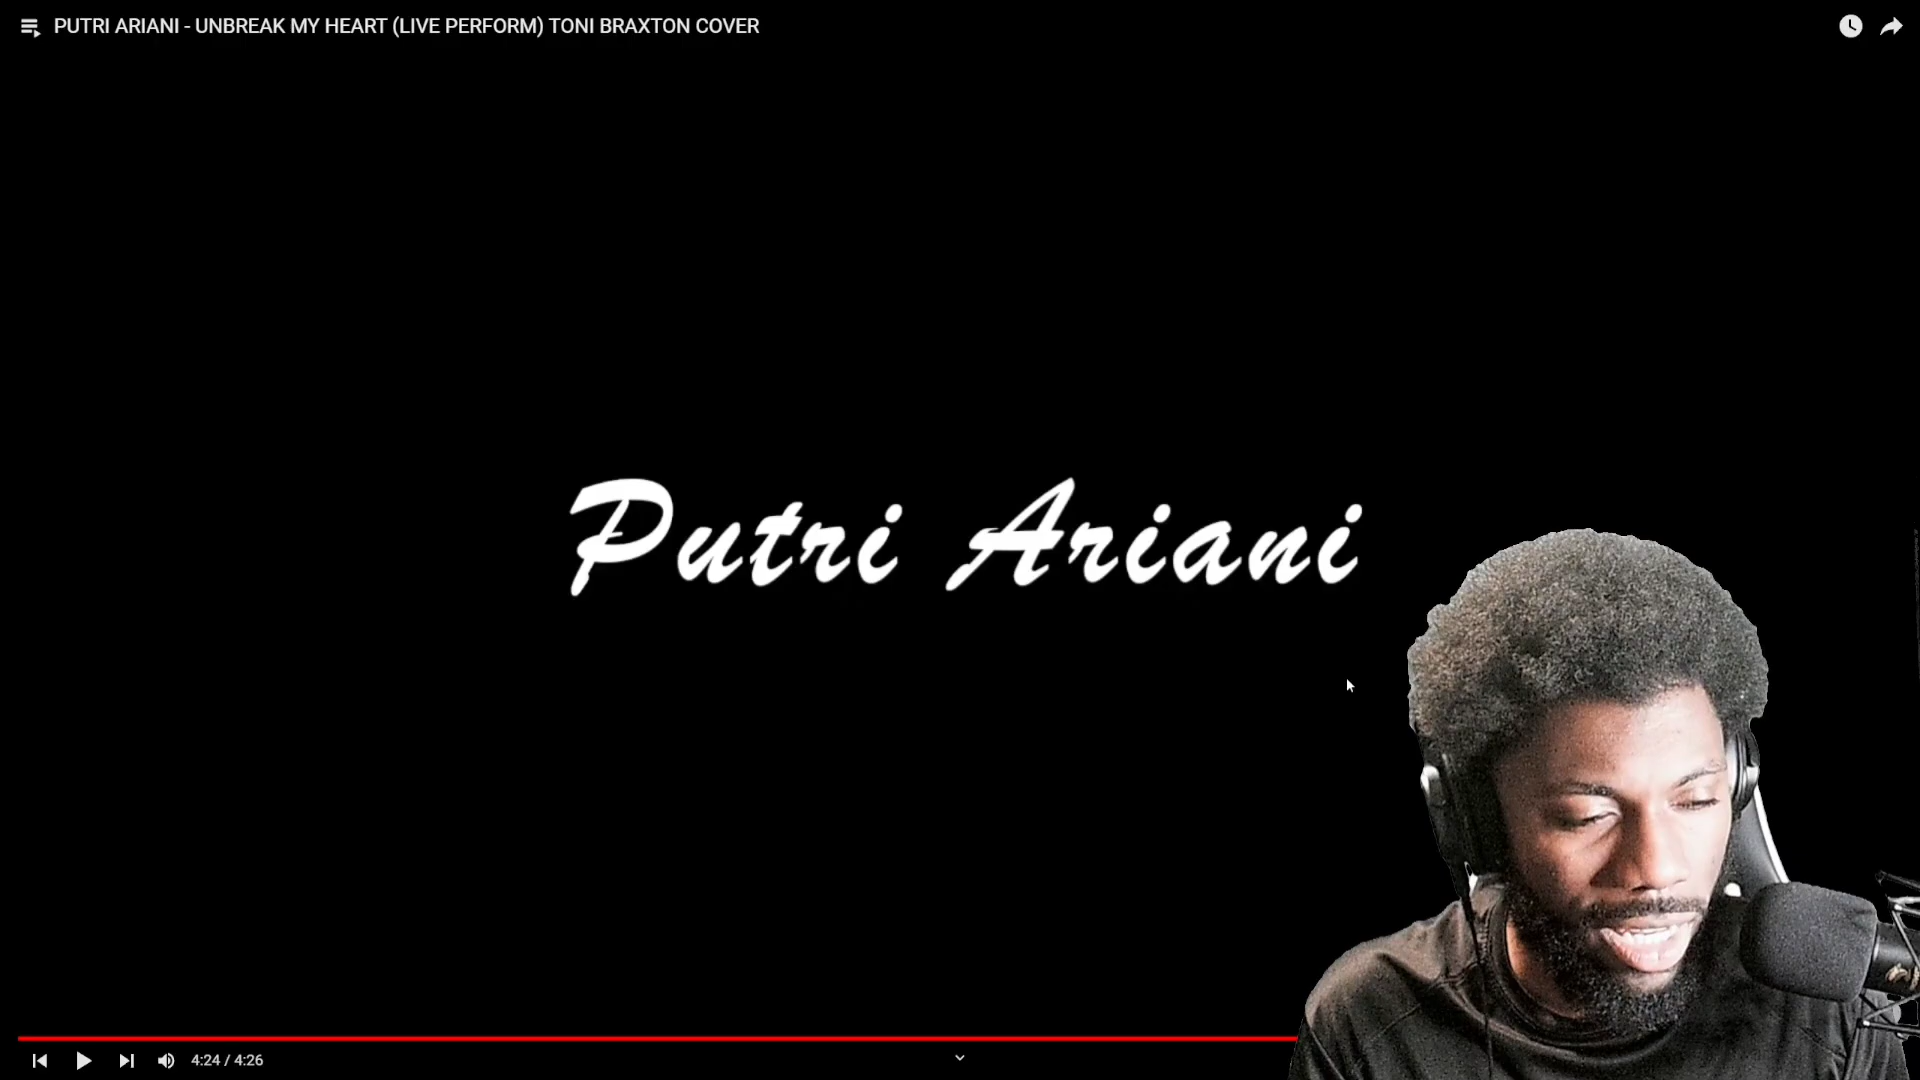 PUTRI ARIANI - UNBREAK MY HEART (LIVE PERFORM) TONI BRAXTON COVER
Putri Ariani
4:24 / 4:26